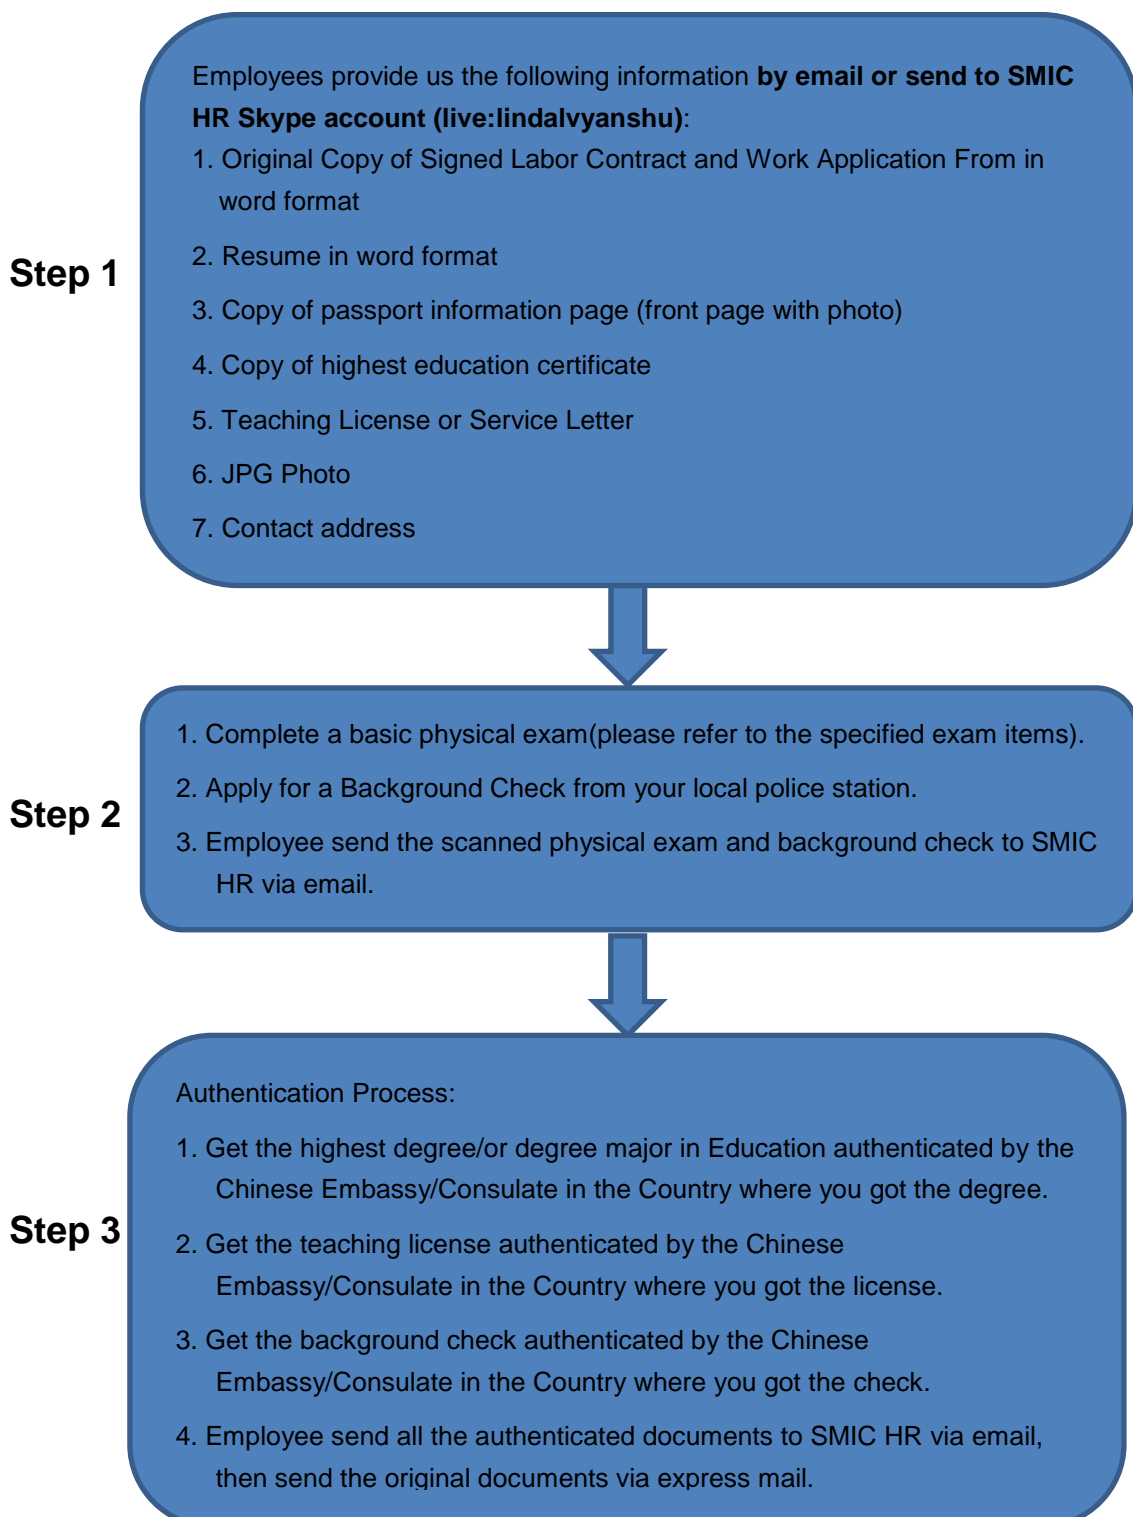 Employees provide us the following information by email or send to SMIC
HR Skype account (live:lindalvyanshu):
1. Original Copy of Signed Labor Contract and Work Application From in
word format
2. Resume in word format
Step 1
3. Copy of passport information page (front page with photo)
4. Copy of highest education certificate
5. Teaching License or Service Letter
6. JPG Photo
7. Contact address
1. Complete a basic physical exam(please refer to the specified exam items).
2. Apply for a Background Check from your local police station.
Step 2
3. Employee send the scanned physical exam and background check to SMIC
HR via email.
Authentication Process:
1. Get the highest degree/or degree major in Education authenticated by the
Chinese Embassy/Consulate in the Country where you got the degree.
Step 3
2. Get the teaching license authenticated by the Chinese
Embassy/Consulate in the Country where you got the license.
3. Get the background check authenticated by the Chinese
Embassy/Consulate in the Country where you got the check.
4. Employee send all the authenticated documents to SMIC HR via email,
then send the original documents via express mail.